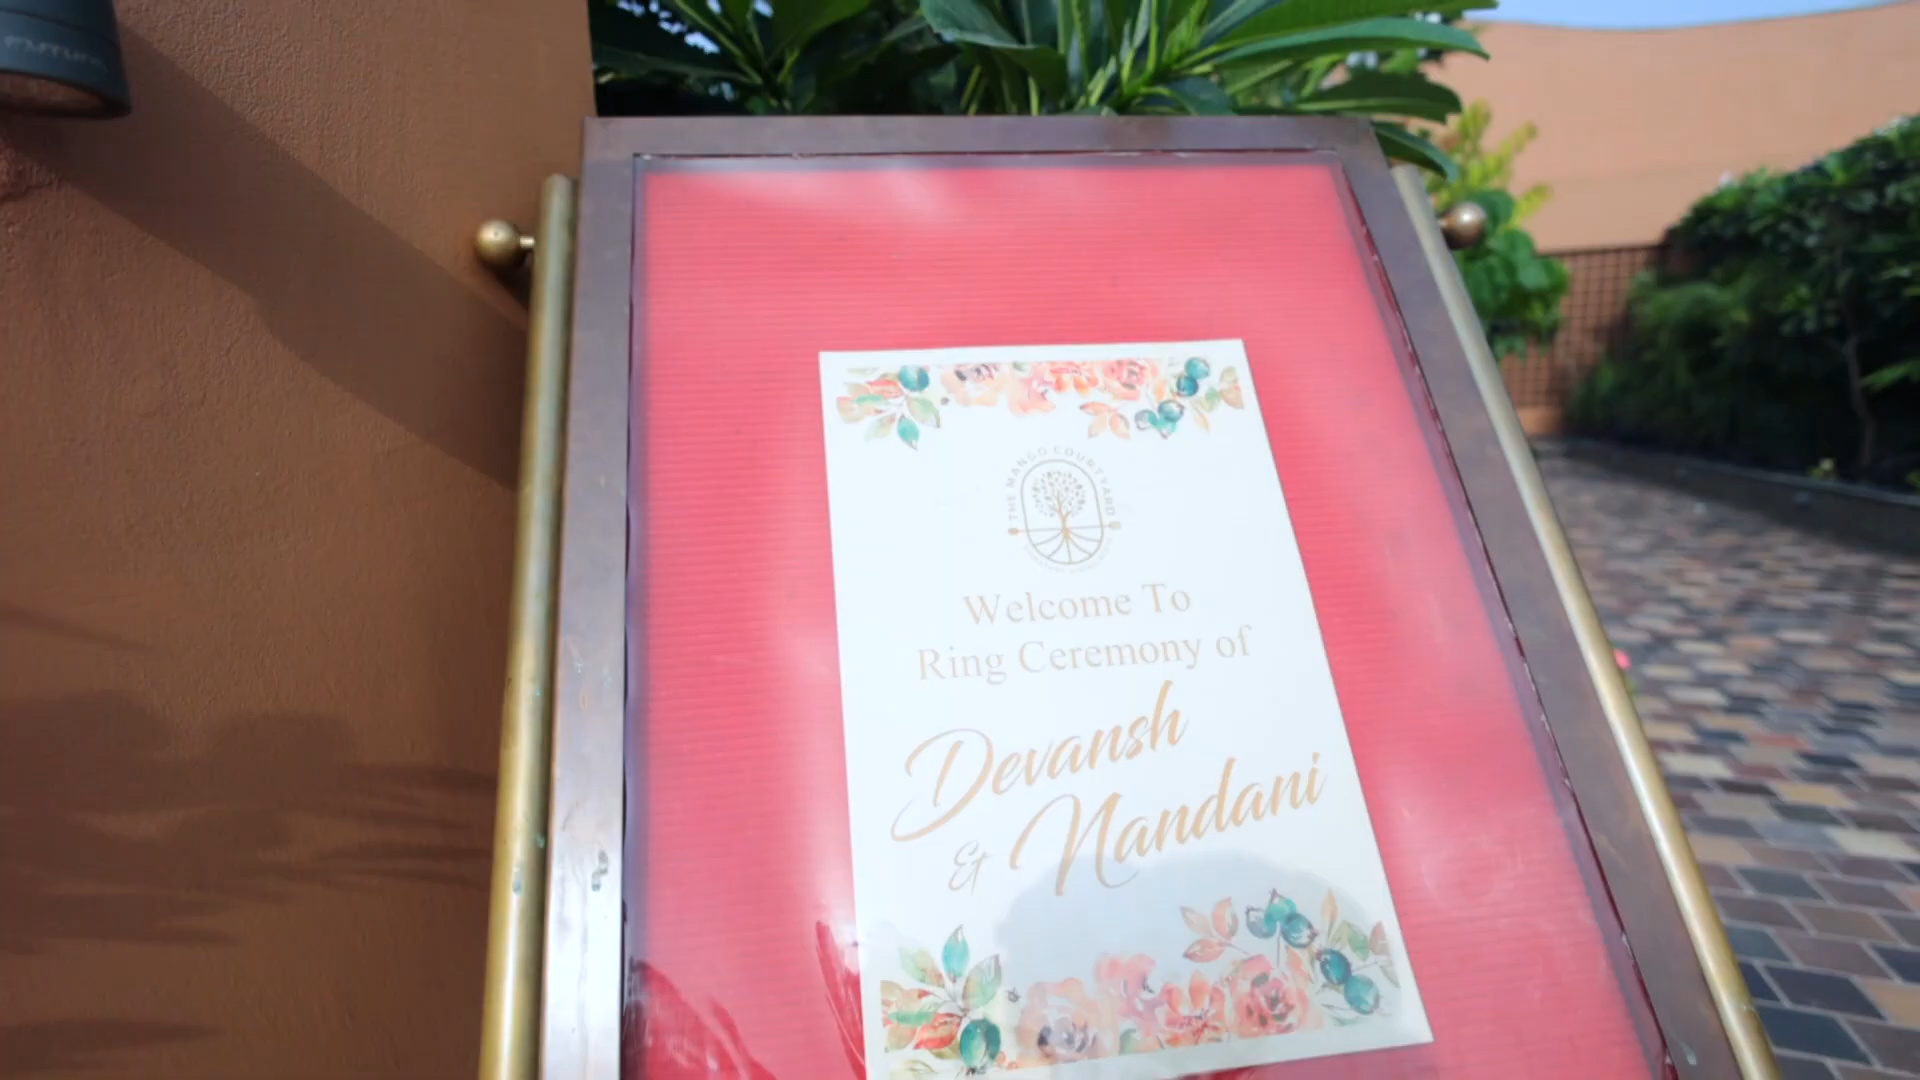 THE MANGO COURTYARD
Welcome To
Ring Ceremony of
Devansh
& Nandani